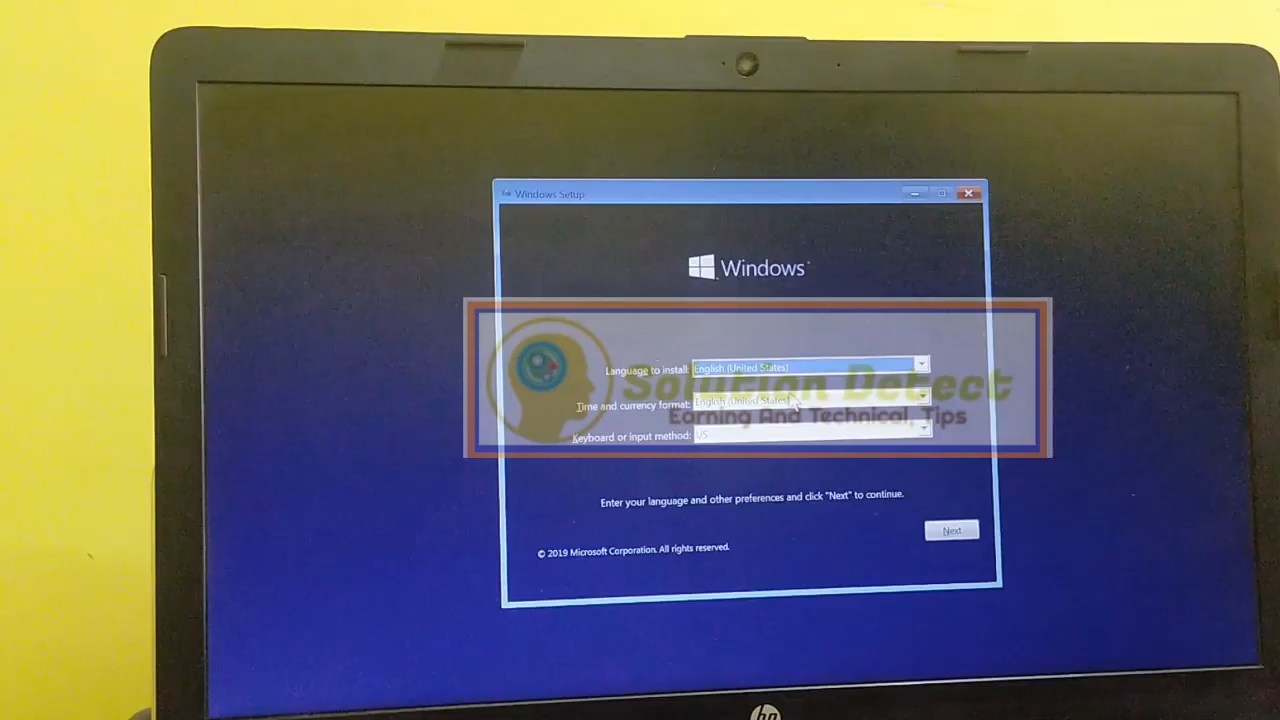 Windows Setup
Windows
Language to install: English (United States)
Time and currency format: English (United States)
Keyboard or input method: US
Solution Detect
Earning And Technical, Tips
Enter your language and other preferences and click "Next" to continue.
Next
© 2019 Microsoft Corporation. All rights reserved.
hp